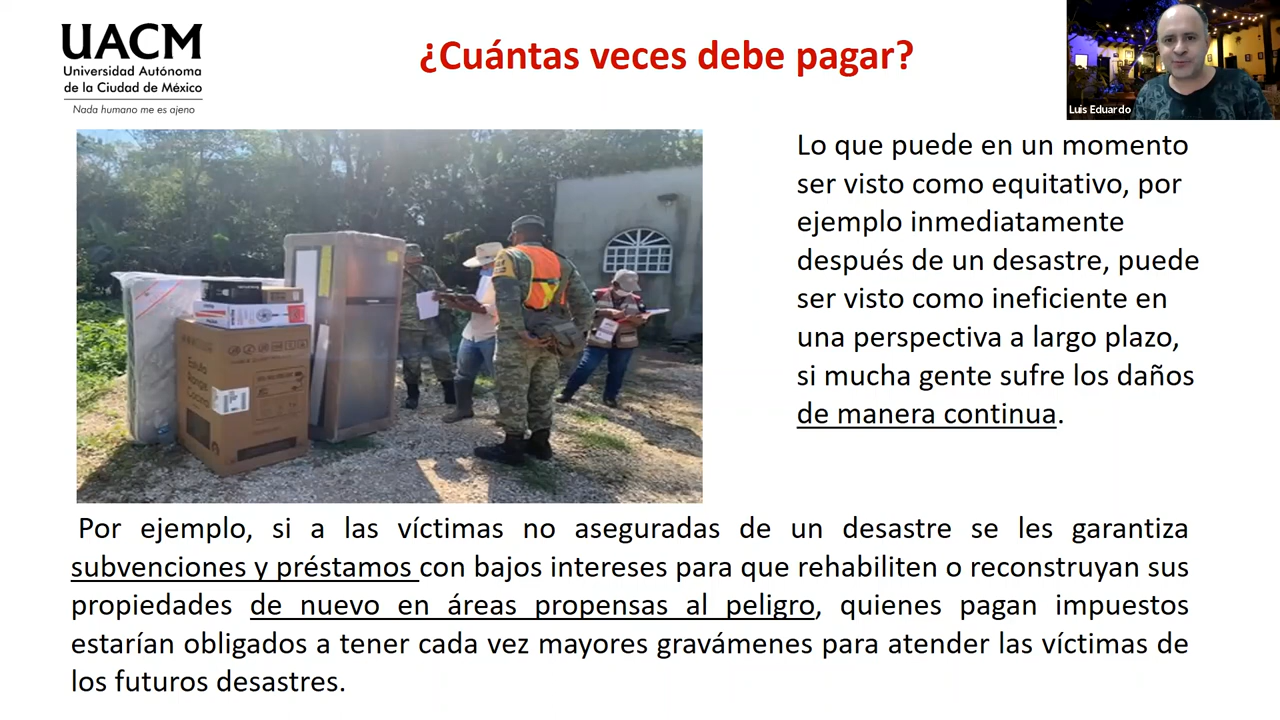 UACM
Universidad Autónoma
de la Ciudad de México
Nada humano me es ajeno
¿Cuántas veces debe pagar?
Luis Eduardo
Lo que puede en un momento
ser visto como equitativo, por
ejemplo inmediatamente
después de un desastre, puede
ser visto como ineficiente en
una perspectiva a largo plazo,
si mucha gente sufre los daños
de manera continua.
Por ejemplo, si a las víctimas no aseguradas de un desastre se les garantiza
subvenciones y préstamos con bajos intereses para que rehabiliten o reconstruyan sus
propiedades de nuevo en áreas propensas al peligro, quienes pagan impuestos
estarían obligados a tener cada vez mayores gravámenes para atender las víctimas de
los futuros desastres.